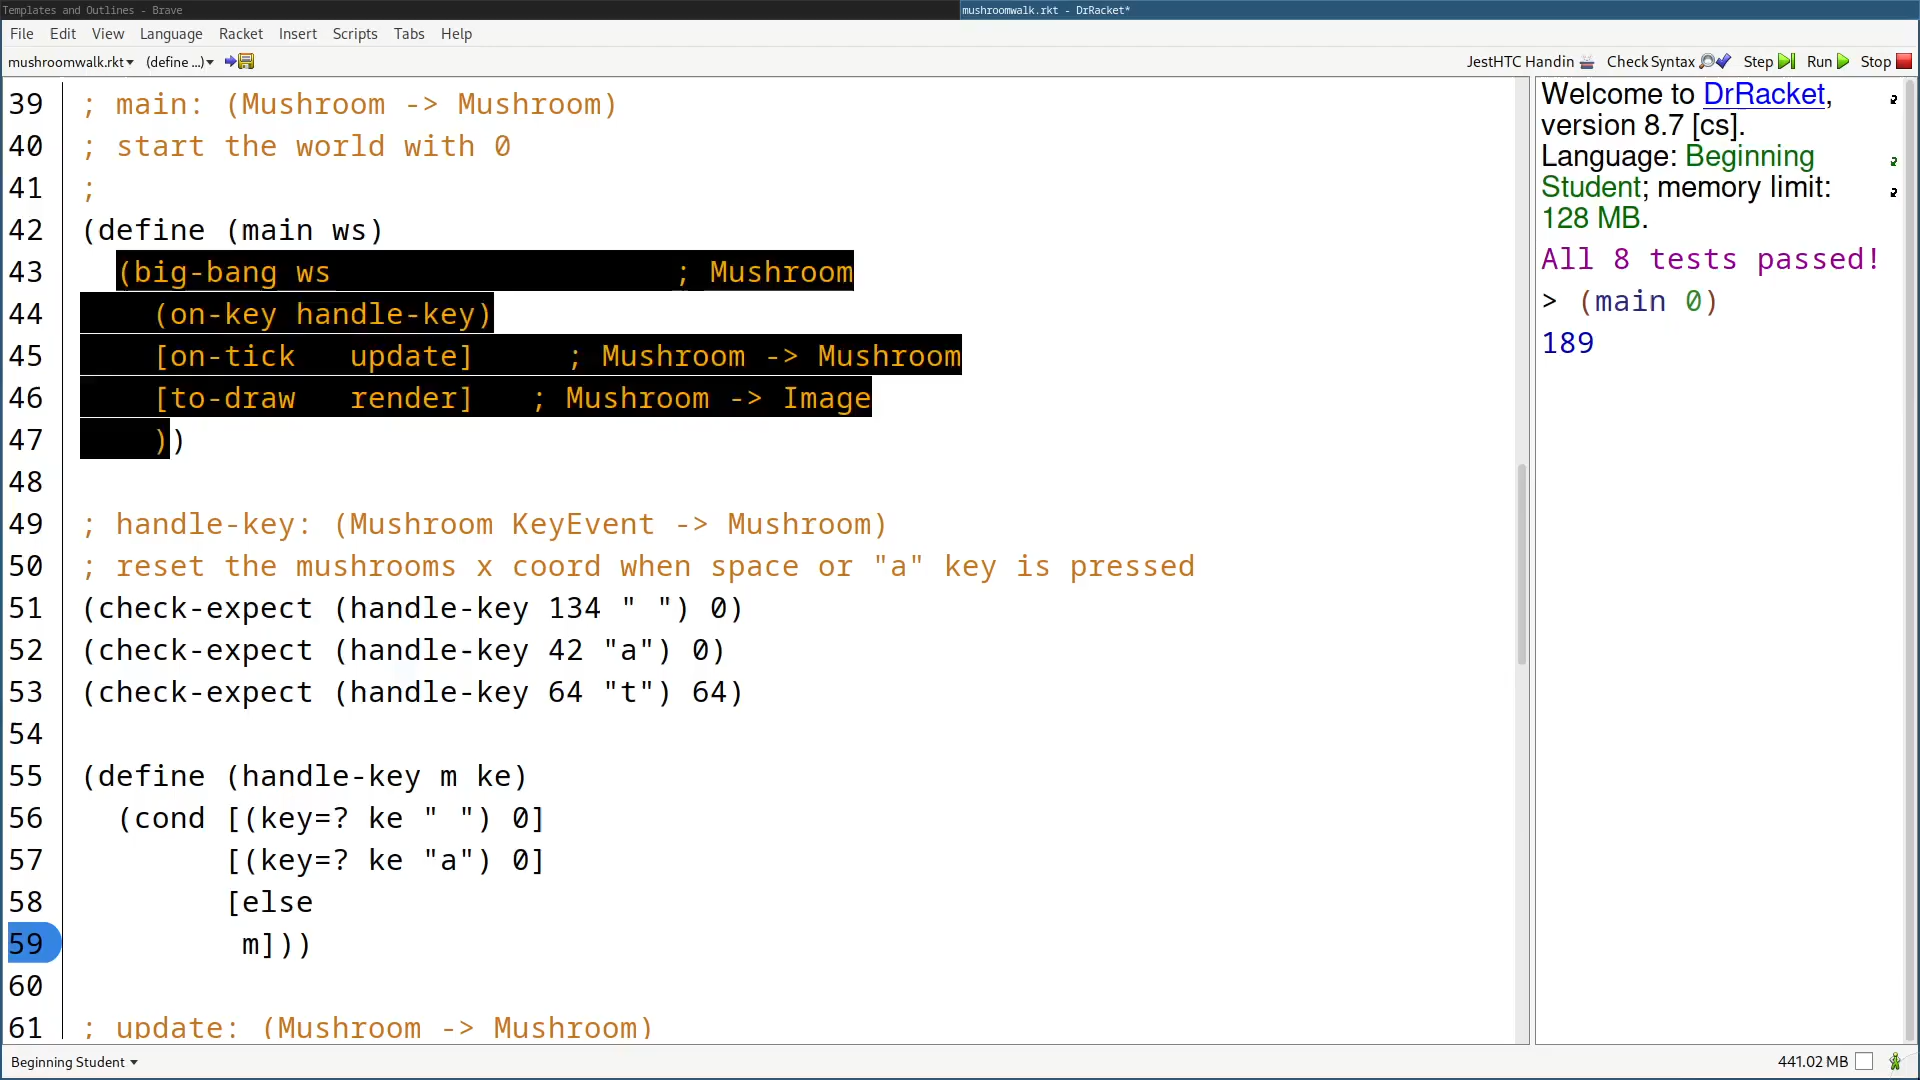 Templates and Outlines - Brave
mushroomwalk.rkt - DrRacket*
File Edit View Language Racket Insert Scripts Tabs Help
mushroomwalk.rkt (define ...)
JestHTC Handin Check Syntax Step Run Stop
39 ; main: (Mushroom -> Mushroom)
40 ; start the world with 0
41 ;
42 (define (main ws)
43 (big-bang ws ; Mushroom
44 (on-key handle-key)
45 [on-tick update] ; Mushroom -> Mushroom
46 [to-draw render] ; Mushroom -> Image
47 ))
48
49 ; handle-key: (Mushroom KeyEvent -> Mushroom)
50 ; reset the mushrooms x coord when space or "a" key is pressed
51 (check-expect (handle-key 134 " ") 0)
52 (check-expect (handle-key 42 "a") 0)
53 (check-expect (handle-key 64 "t") 64)
54
55 (define (handle-key m ke)
56 (cond [(key=? ke " ") 0]
57 [(key=? ke "a") 0]
58 [else
59 m]))
60
61 ; update: (Mushroom -> Mushroom)
Welcome to DrRacket,
version 8.7 [cs].
Language: Beginning
Student; memory limit:
128 MB.
All 8 tests passed!
> (main 0)
189
Beginning Student
441.02 MB